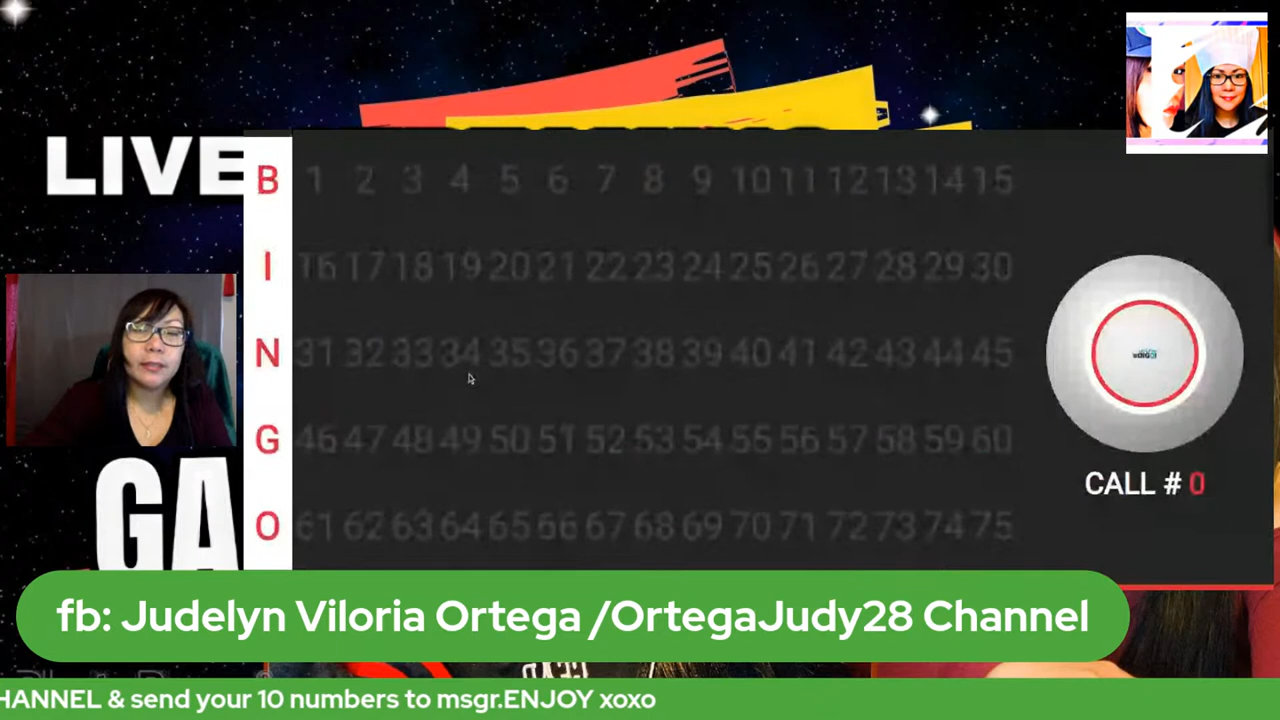 LIVE
B 1 2 3 4 5 6 7 8 9 10 11 12 13 14 15
I 16 17 18 19 20 21 22 23 24 25 26 27 28 29 30
N 31 32 33 34 35 36 37 38 39 40 41 42 43 44 45
G 46 47 48 49 50 51 52 53 54 55 56 57 58 59 60
O 61 62 63 64 65 66 67 68 69 70 71 72 73 74 75
CALL # 0
GA
fb: Judelyn Viloria Ortega /OrtegaJudy28 Channel
HANNEL & send your 10 numbers to msgr.ENJOY xoxo